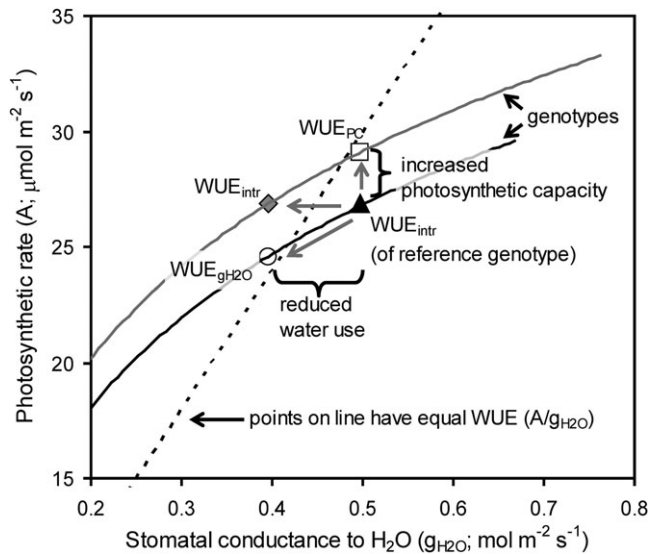 35
30
25
20
15
0.2
0.3
0.4
0.5
0.6
0.7
0.8
Photosynthetic rate (A; μmol m⁻² s⁻¹)
Stomatal conductance to H₂O (gH₂O; mol m⁻² s⁻¹)
WUEPC
genotypes
increased
photosynthetic capacity
WUEintr
WUEintr
(of reference genotype)
WUEgH2O
reduced
water use
points on line have equal WUE (A/gH2O)